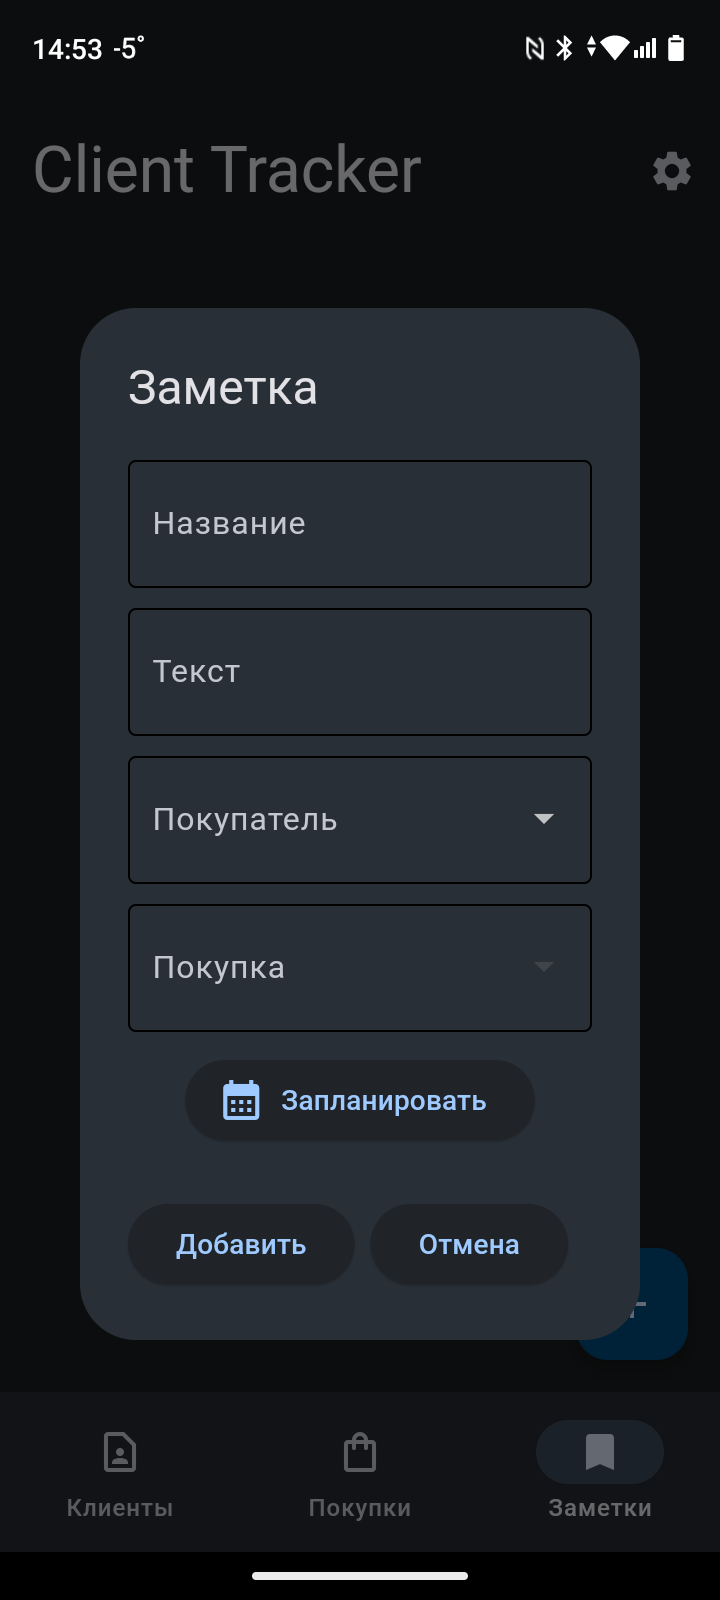 14:53 -5°
Client Tracker
Заметка
Название
Текст
Покупатель
Покупка
Запланировать
Добавить Отмена
Клиенты Покупки Заметки